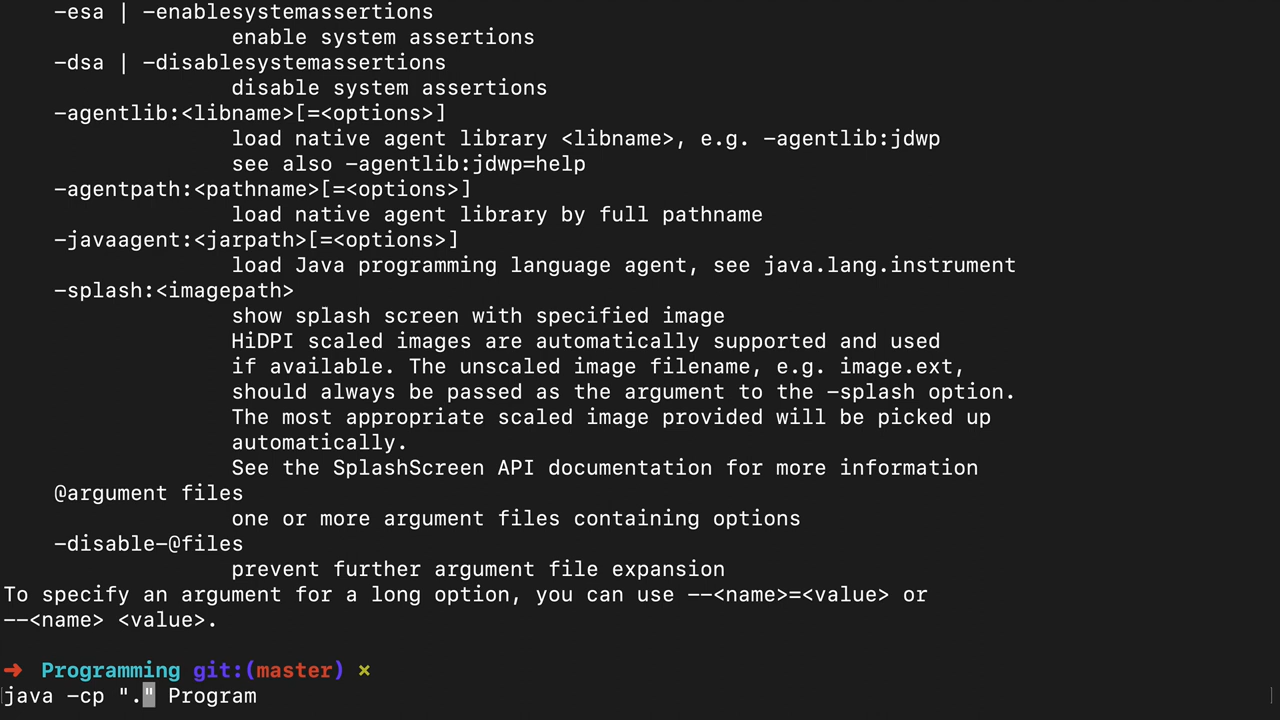 -esa | -enablesystemassertions
enable system assertions
-dsa | -disablesystemassertions
disable system assertions
-agentlib:<libname>[=<options>]
load native agent library <libname>, e.g. -agentlib:jdwp
see also -agentlib:jdwp=help
-agentpath:<pathname>[=<options>]
load native agent library by full pathname
-javaagent:<jarpath>[=<options>]
load Java programming language agent, see java.lang.instrument
-splash:<imagepath>
show splash screen with specified image
HiDPI scaled images are automatically supported and used
if available. The unscaled image filename, e.g. image.ext,
should always be passed as the argument to the -splash option.
The most appropriate scaled image provided will be picked up
automatically.
See the SplashScreen API documentation for more information
@argument files
one or more argument files containing options
-disable-@files
prevent further argument file expansion
To specify an argument for a long option, you can use --<name>=<value> or
--<name> <value>.
➜ Programming git:(master) ×
java -cp "." Program